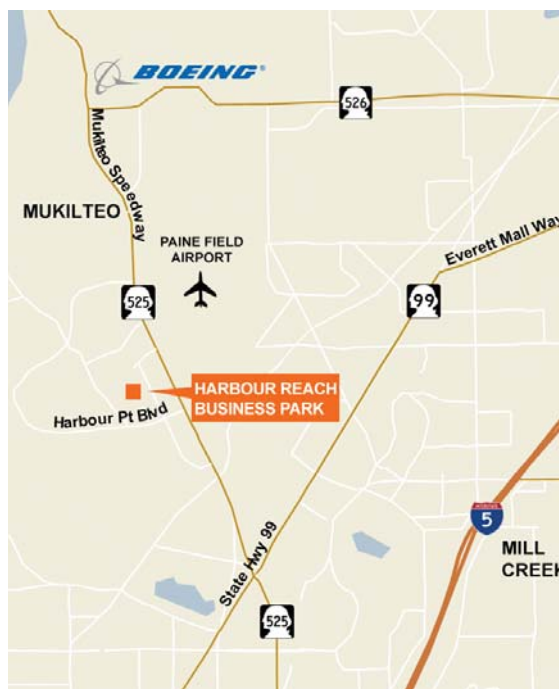 BOEING®
526
Mukilteo Speedway
MUKILTEO
PAINE FIELD
AIRPORT
Everett Mall Way
525
99
HARBOUR REACH
BUSINESS PARK
Harbour Pt Blvd
INTERSTATE
5
State Hwy 99
MILL
CREEK
525